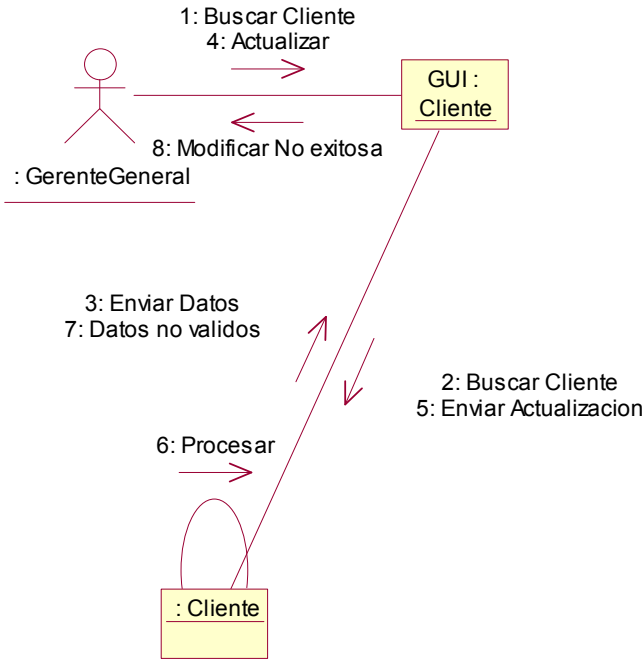 1: Buscar Cliente
4: Actualizar
GUI :
Cliente
8: Modificar No exitosa
: GerenteGeneral
3: Enviar Datos
7: Datos no validos
2: Buscar Cliente
5: Enviar Actualizacion
6: Procesar
: Cliente